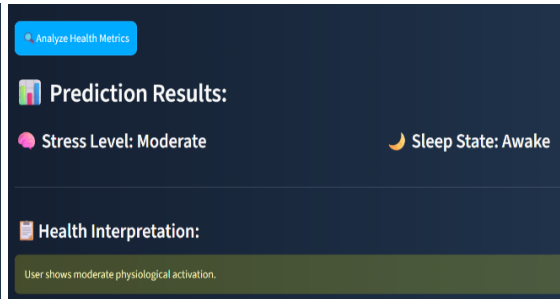 🔍 Analyze Health Metrics
📊 Prediction Results:
🧠 Stress Level: Moderate
🌙 Sleep State: Awake
📋 Health Interpretation:
User shows moderate physiological activation.